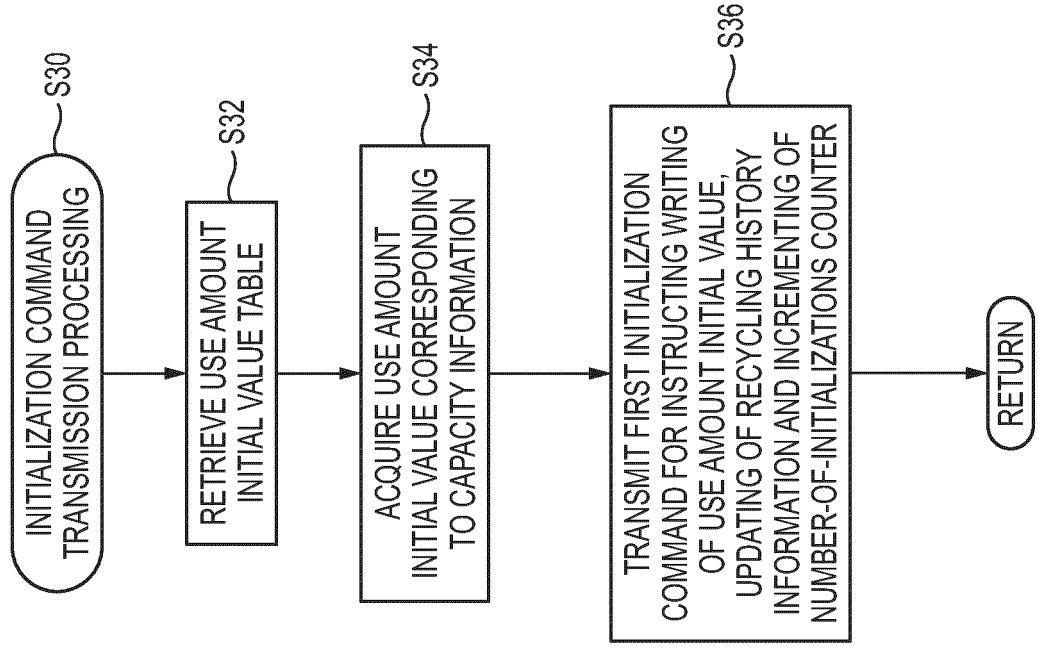 S30
INITIALIZATION COMMAND
TRANSMISSION PROCESSING
S32
RETRIEVE USE AMOUNT
INITIAL VALUE TABLE
S34
ACQUIRE USE AMOUNT
INITIAL VALUE CORRESPONDING
TO CAPACITY INFORMATION
S36
TRANSMIT FIRST INITIALIZATION
COMMAND FOR INSTRUCTING WRITING
OF USE AMOUNT INITIAL VALUE,
UPDATING OF RECYCLING HISTORY
INFORMATION AND INCREMENTING OF
NUMBER-OF-INITIALIZATIONS COUNTER
RETURN